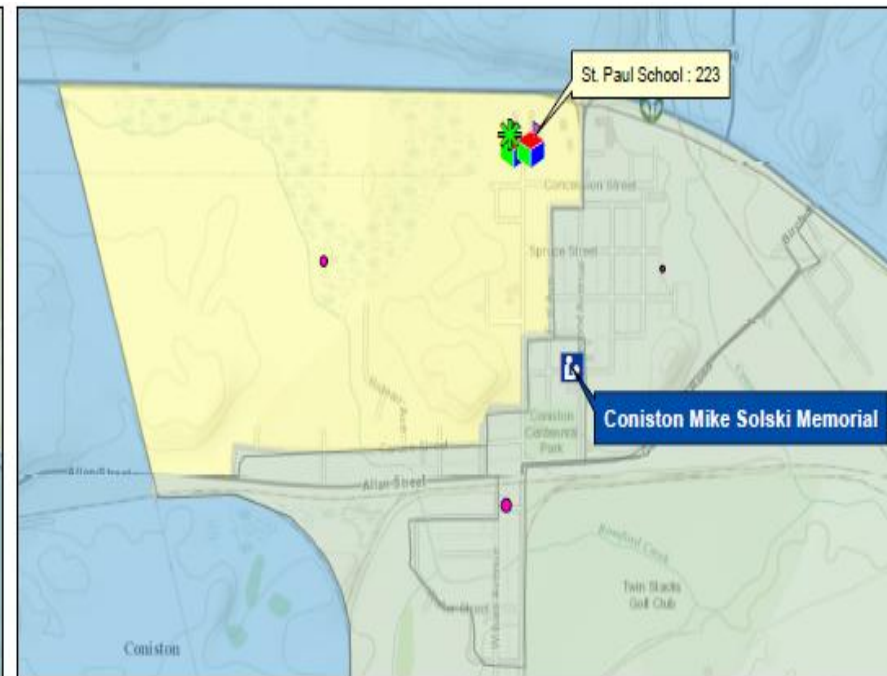 St. Paul School : 223
Concession Street
Spruce Street
Coniston Mike Solski Memorial
Coniston
Centennial
Park
Allan Street
Allan Street
Twin Stacks
Golf Club
Coniston